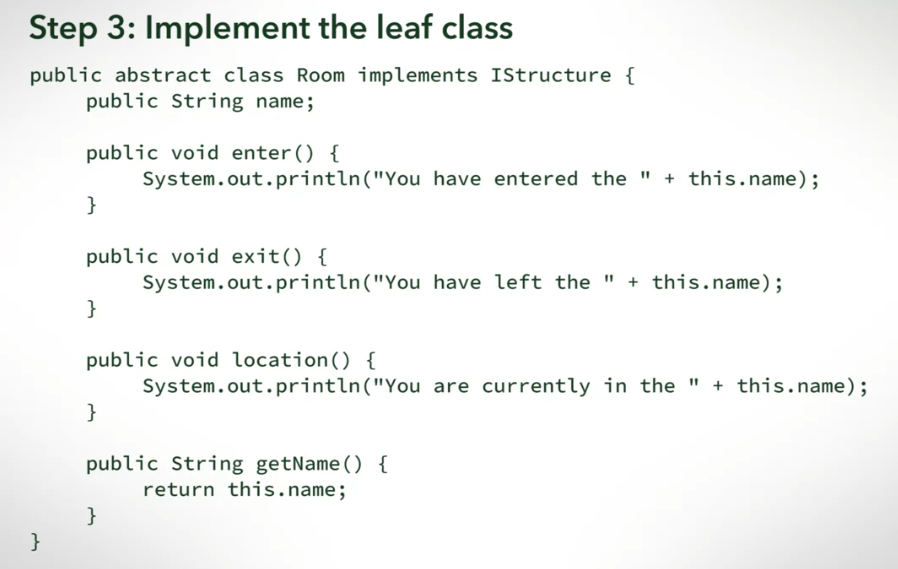 Step 3: Implement the leaf class
public abstract class Room implements IStructure {
public String name;
public void enter() {
System.out.println("You have entered the " + this.name);
}
public void exit() {
System.out.println("You have left the " + this.name);
}
public void location() {
System.out.println("You are currently in the " + this.name);
}
public String getName() {
return this.name;
}
}